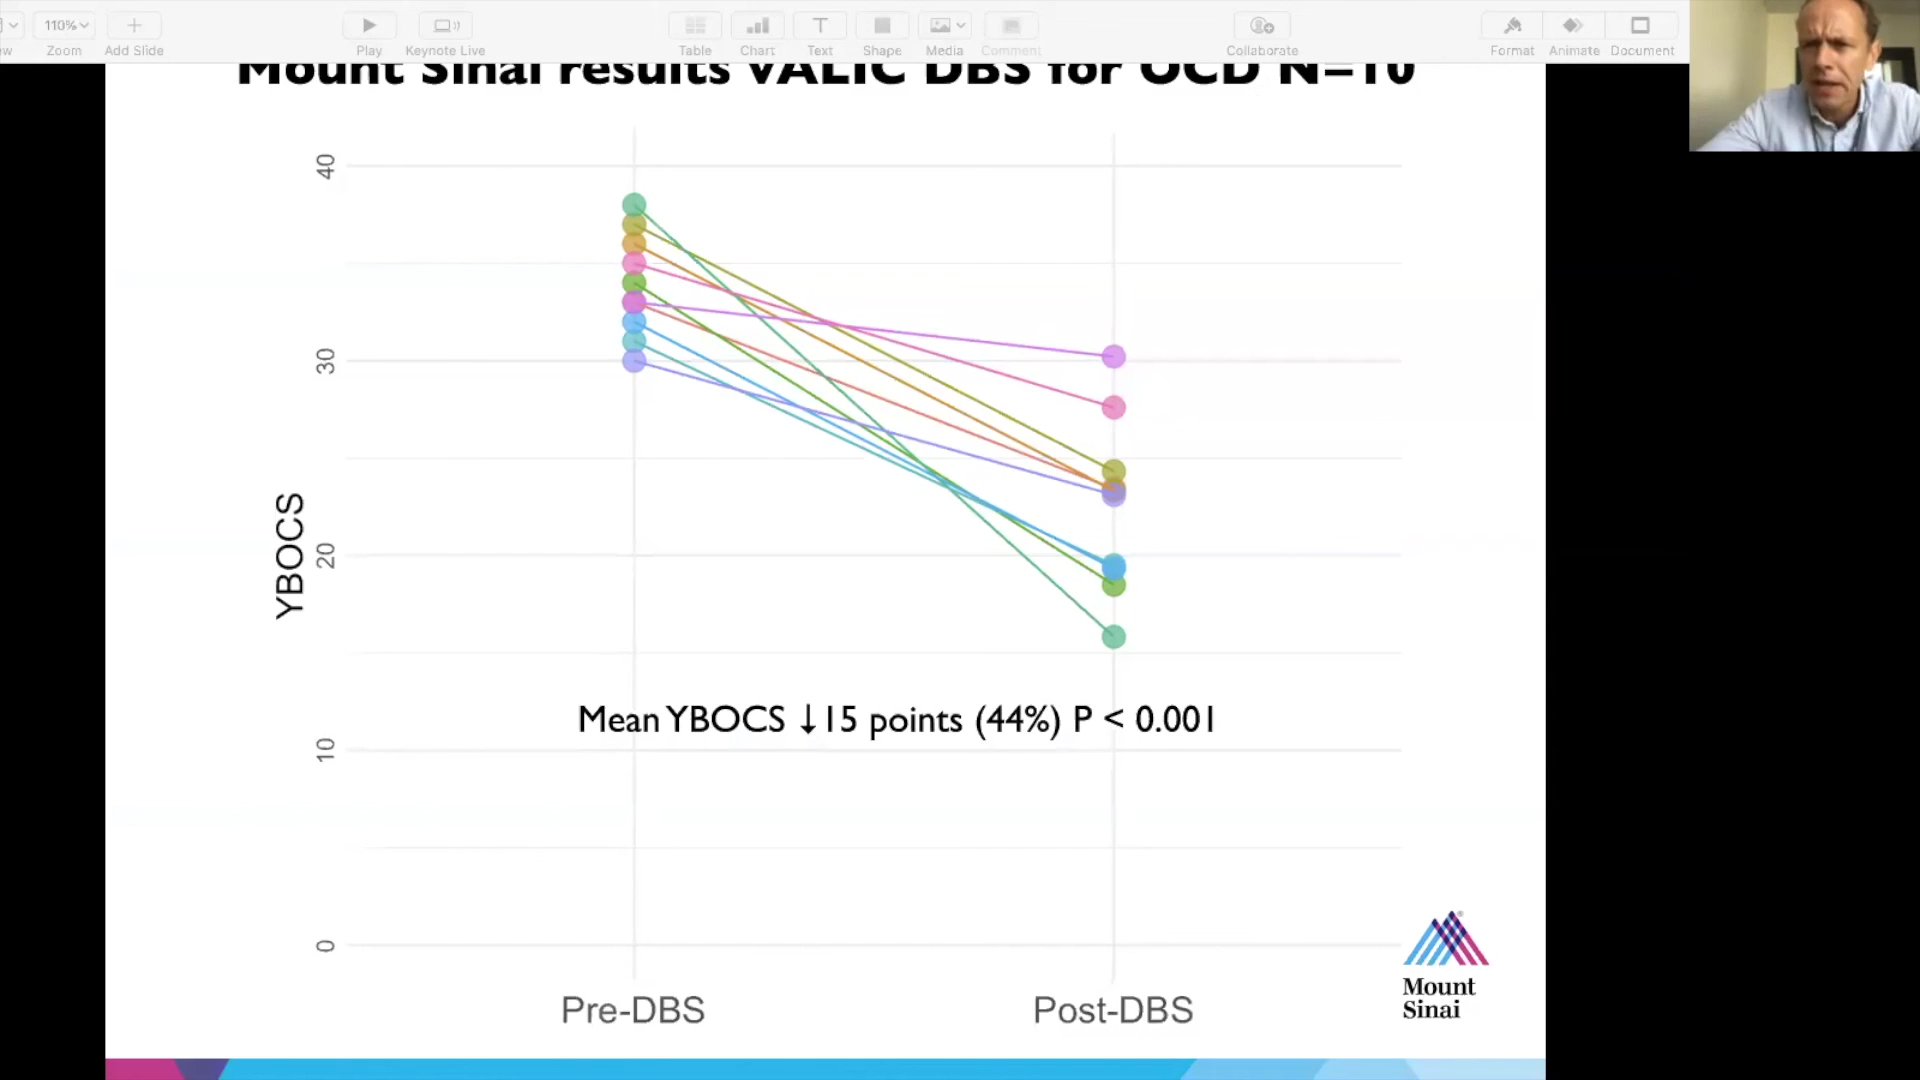 110%
Zoom
Add Slide
Play
Keynote Live
Table
Chart
Text
Shape
Media
Comment
Collaborate
Format
Animate
Document
Mount Sinai results VALIC DBS for OCD N=10
40
30
20
10
0
YBOCS
Mean YBOCS ↓15 points (44%) P < 0.001
Pre-DBS
Post-DBS
Mount
Sinai